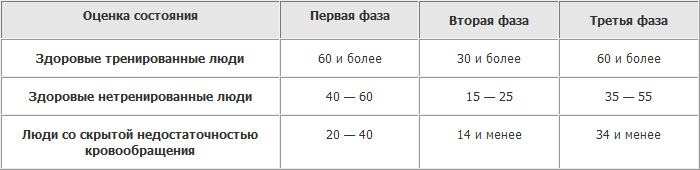 Оценка состояния Первая фаза Вторая фаза Третья фаза
Здоровые тренированные люди 60 и более 30 и более 60 и более
Здоровые нетренированные люди 40 — 60 15 — 25 35 — 55
Люди со скрытой недостаточностью 20 — 40 14 и менее 34 и менее
кровообращения